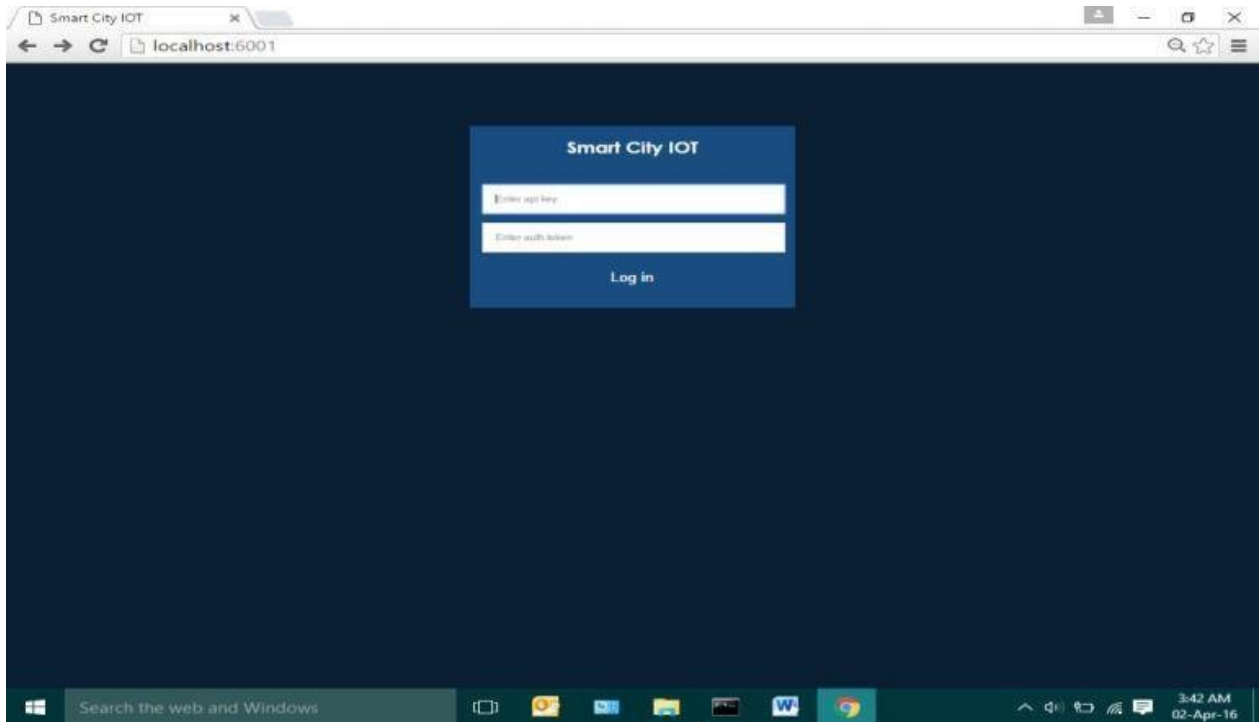 Smart City IOT
localhost:6001
Smart City IOT
Enter api key
Enter auth token
Log in
Search the web and Windows
3:42 AM
02-Apr-16